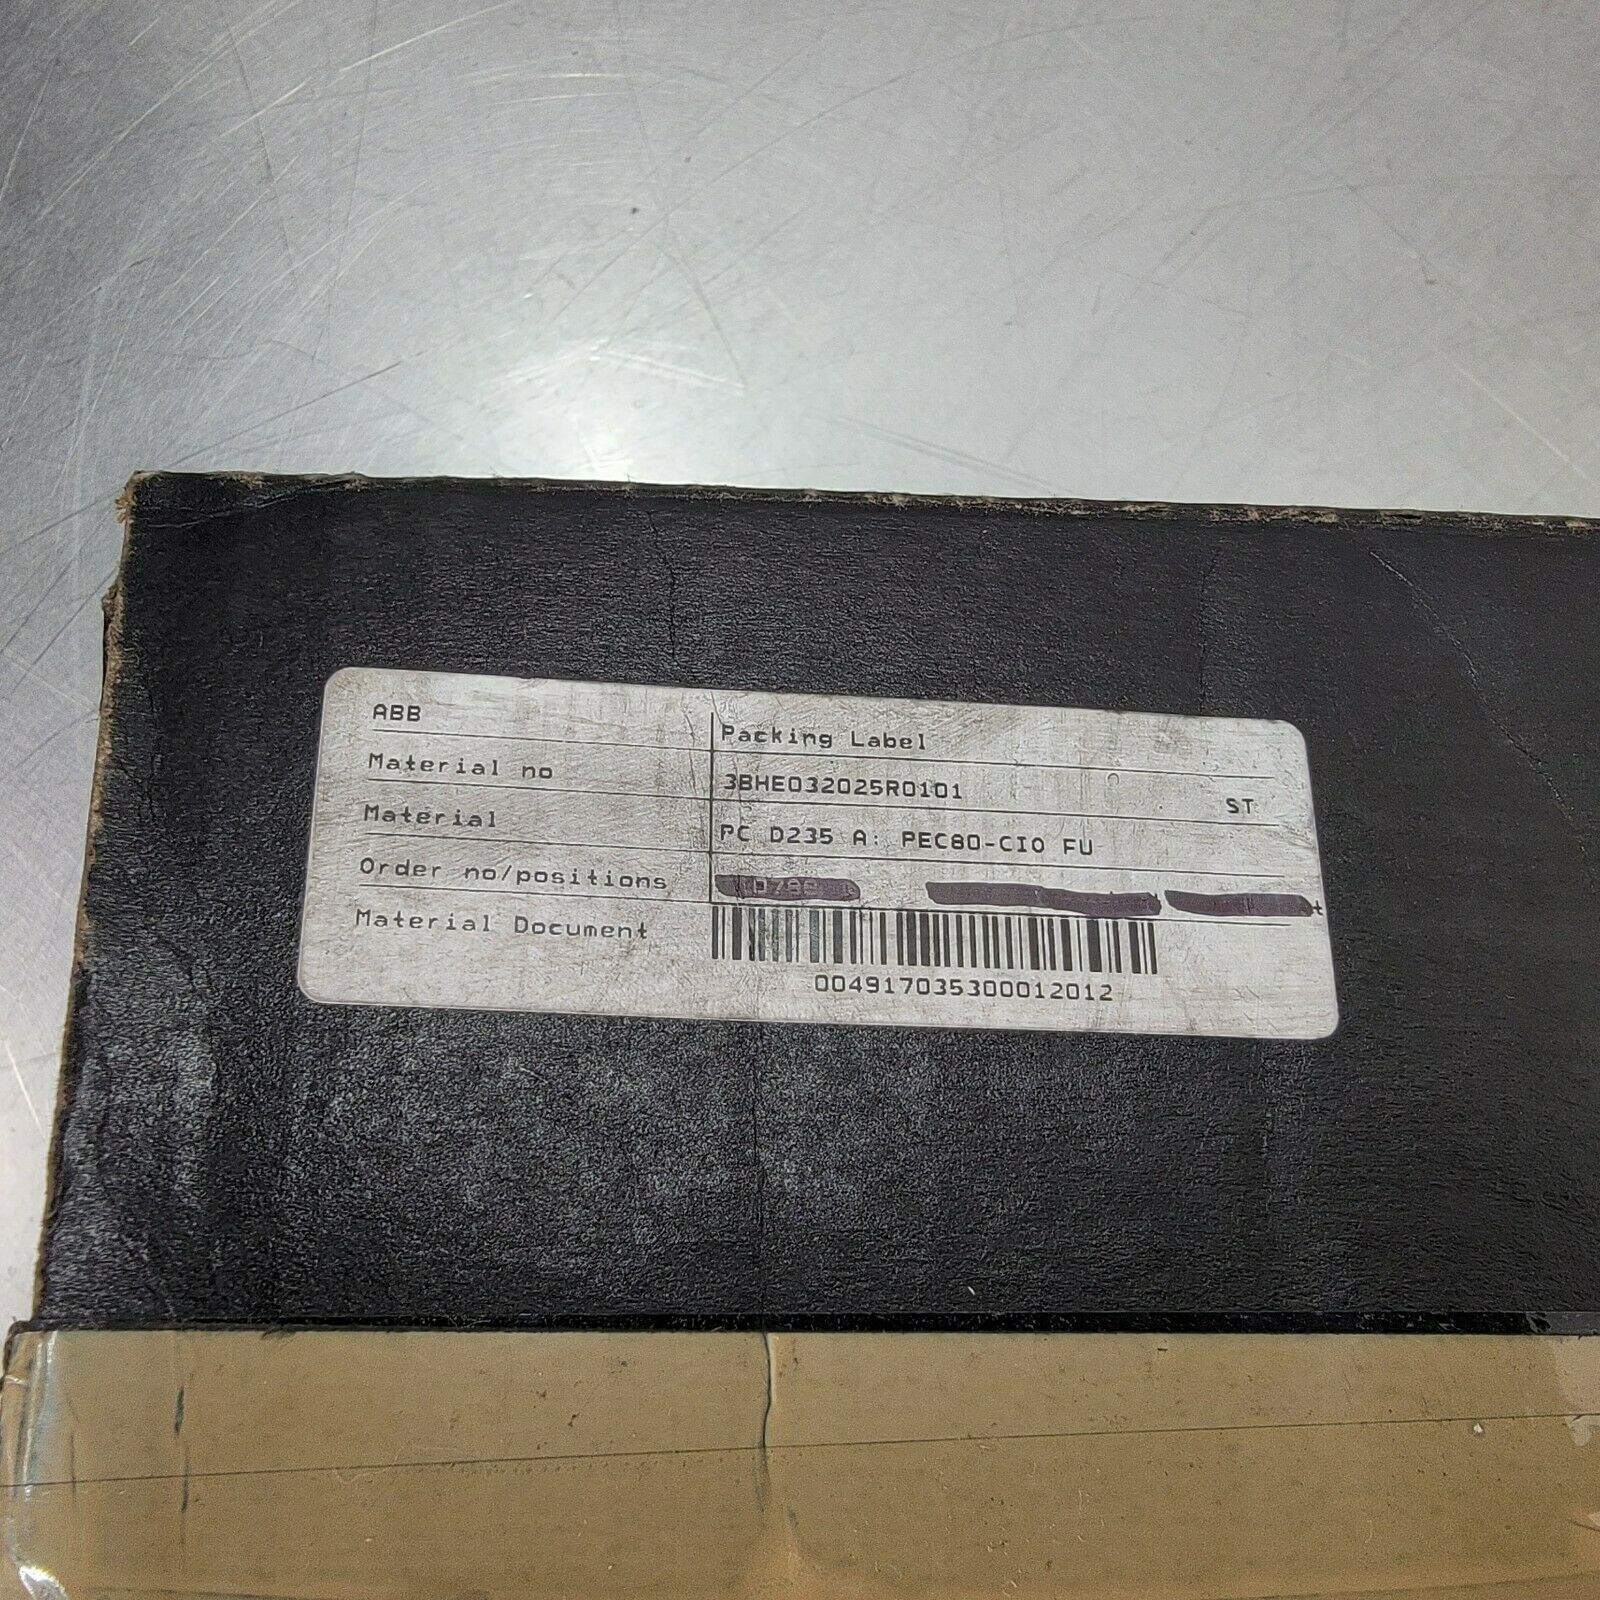 ABB Packing Label
Material no 3BHE032025R0101 ST
Material PC D235 A: PEC80-CIO FU
Order no/positions
Material Document
004917035300012012